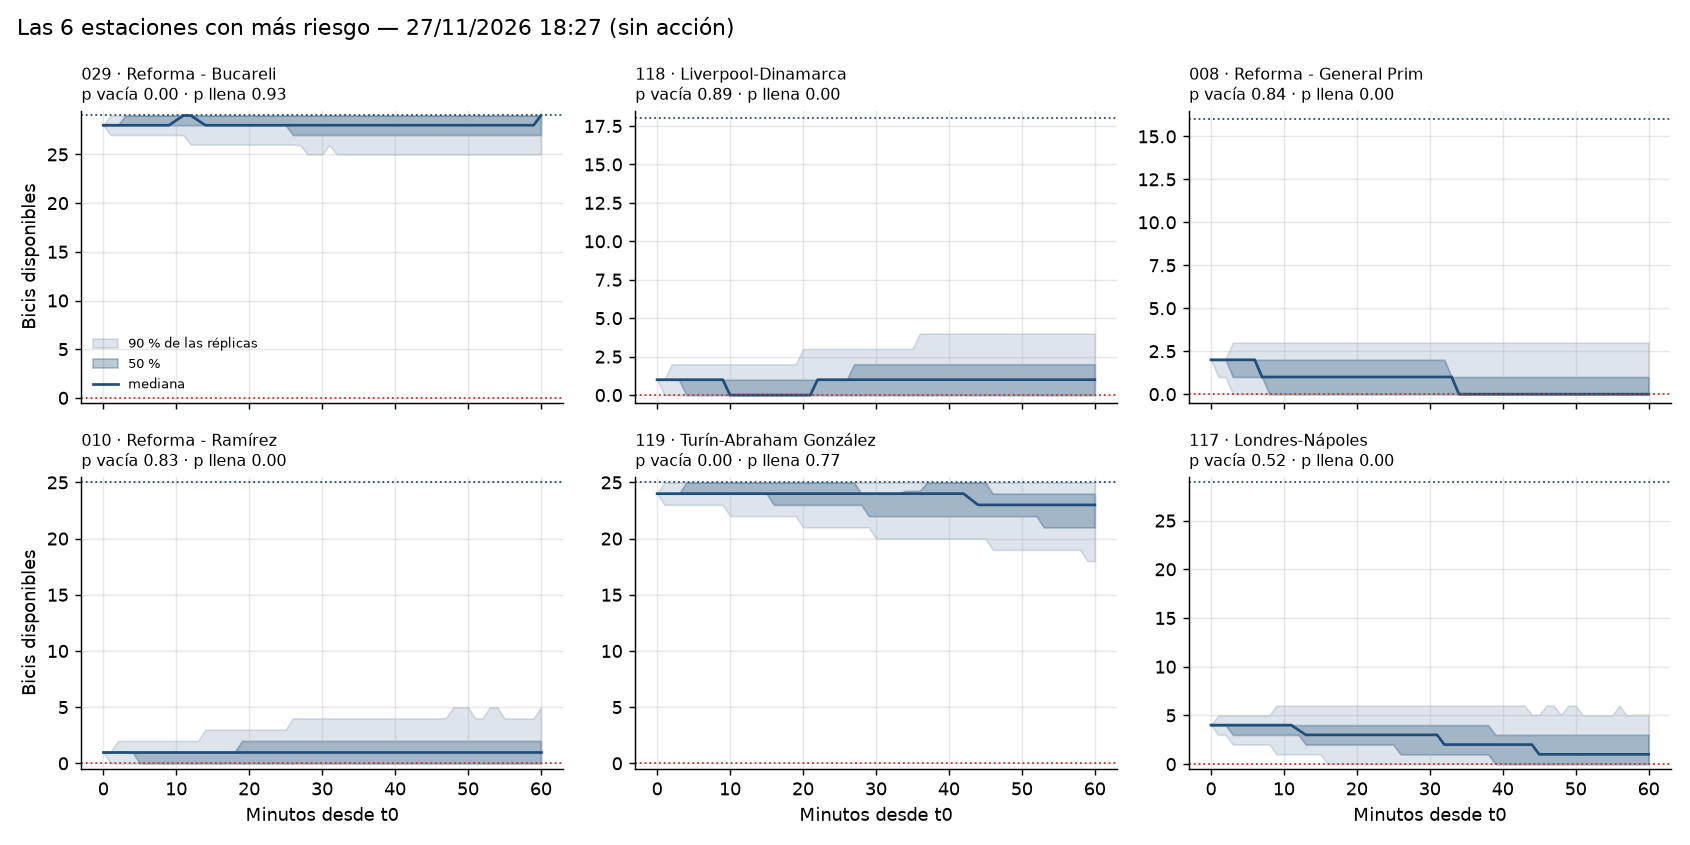 Las 6 estaciones con más riesgo — 27/11/2026 18:27 (sin acción)
029 · Reforma - Bucareli
p vacía 0.00 · p llena 0.93
25
20
15
10
5
0
Bicis disponibles
90 % de las réplicas
50 %
mediana
118 · Liverpool-Dinamarca
p vacía 0.89 · p llena 0.00
17.5
15.0
12.5
10.0
7.5
5.0
2.5
0.0
008 · Reforma - General Prim
p vacía 0.84 · p llena 0.00
15.0
12.5
10.0
7.5
5.0
2.5
0.0
010 · Reforma - Ramírez
p vacía 0.83 · p llena 0.00
25
20
15
10
5
0
Bicis disponibles
0 10 20 30 40 50 60
Minutos desde t0
119 · Turín-Abraham González
p vacía 0.00 · p llena 0.77
25
20
15
10
5
0
0 10 20 30 40 50 60
Minutos desde t0
117 · Londres-Nápoles
p vacía 0.52 · p llena 0.00
25
20
15
10
5
0
0 10 20 30 40 50 60
Minutos desde t0